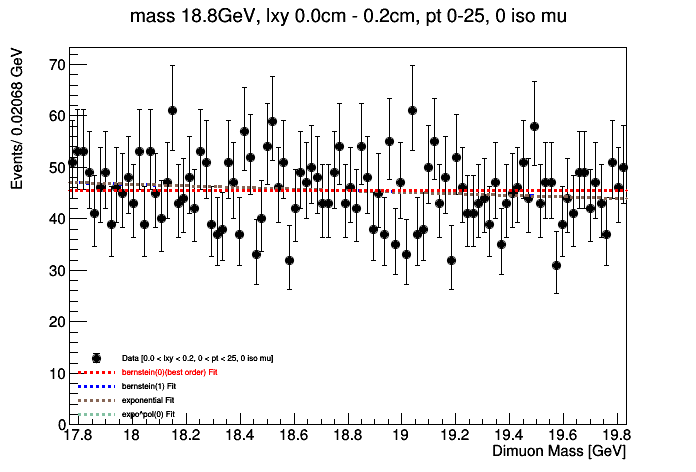 mass 18.8GeV, lxy 0.0cm - 0.2cm, pt 0-25, 0 iso mu
Events/ 0.02068 GeV
70
60
50
40
30
20
10
0
Data [0.0 < lxy < 0.2, 0 < pt < 25, 0 iso mu]
bernstein(0)(best order) Fit
bernstein(1) Fit
exponential Fit
expo*pol(0) Fit
17.8 18 18.2 18.4 18.6 18.8 19 19.2 19.4 19.6 19.8
Dimuon Mass [GeV]